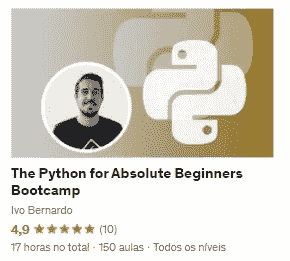 The Python for Absolute Beginners
Bootcamp
Ivo Bernardo
4,9 (10)
17 horas no total · 150 aulas · Todos os níveis